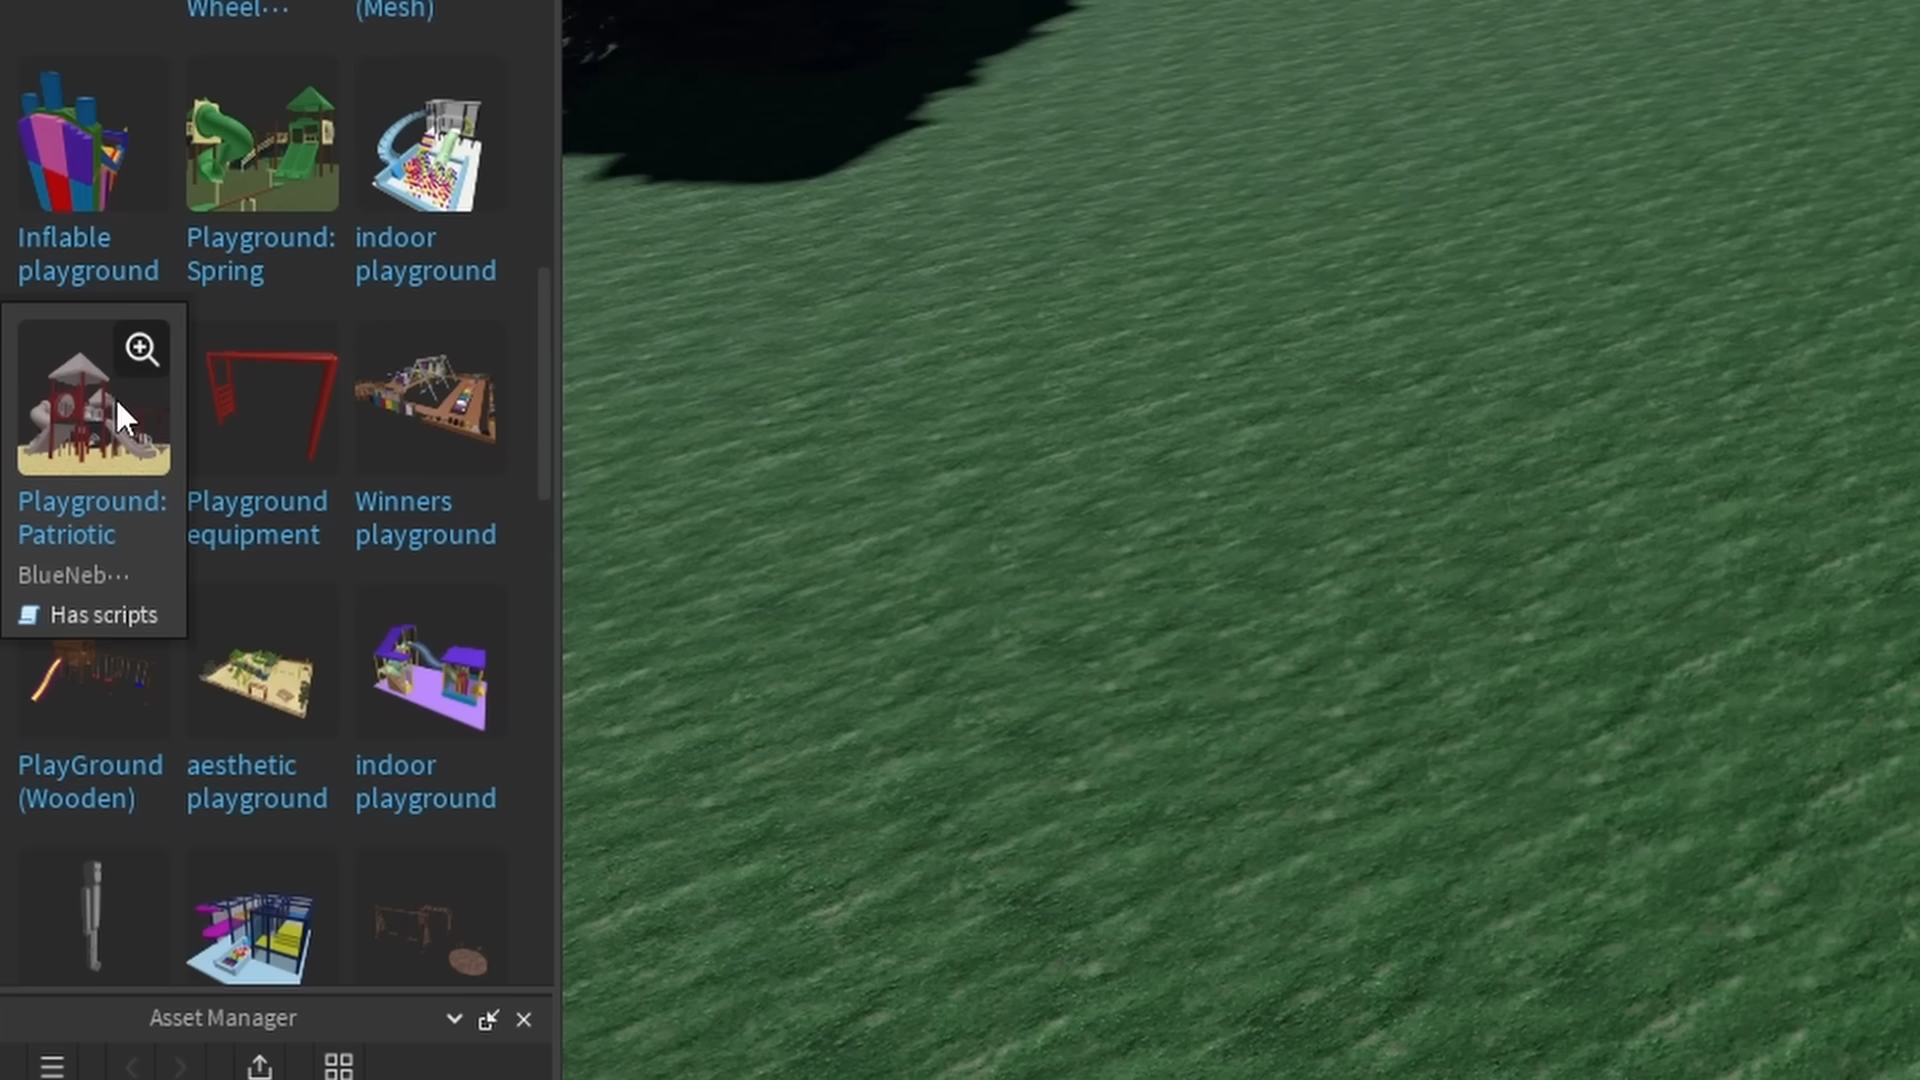 Wheel...
(Mesh)
Inflable
playground
Playground:
Spring
indoor
playground
Playground:
Patriotic
BlueNeb...
Has scripts
Playground
equipment
Winners
playground
PlayGround
(Wooden)
aesthetic
playground
indoor
playground
Asset Manager